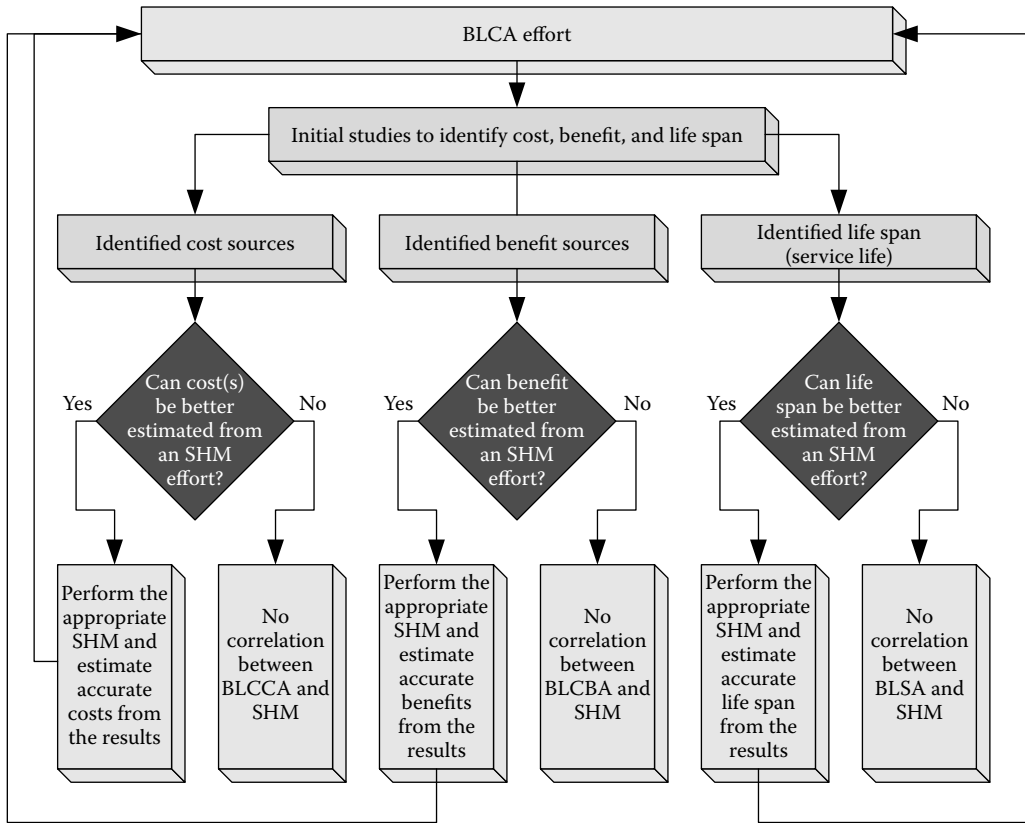 BLCA effort
Initial studies to identify cost, benefit, and life span
Identified cost sources
Identified benefit sources
Identified life span
(service life)
Can cost(s)
be better
estimated from
an SHM
effort?
Yes
No
Can benefit
be better
estimated from
an SHM
effort?
Yes
No
Can life
span be better
estimated from
an SHM
effort?
Yes
No
Perform the
appropriate
SHM and
estimate
accurate
costs from
the results
No
correlation
between
BLCCA and
SHM
Perform the
appropriate
SHM and
estimate
accurate
benefits
from the
results
No
correlation
between
BLCBA and
SHM
Perform the
appropriate
SHM and
estimate
accurate
life span
from the
results
No
correlation
between
BLSA and
SHM